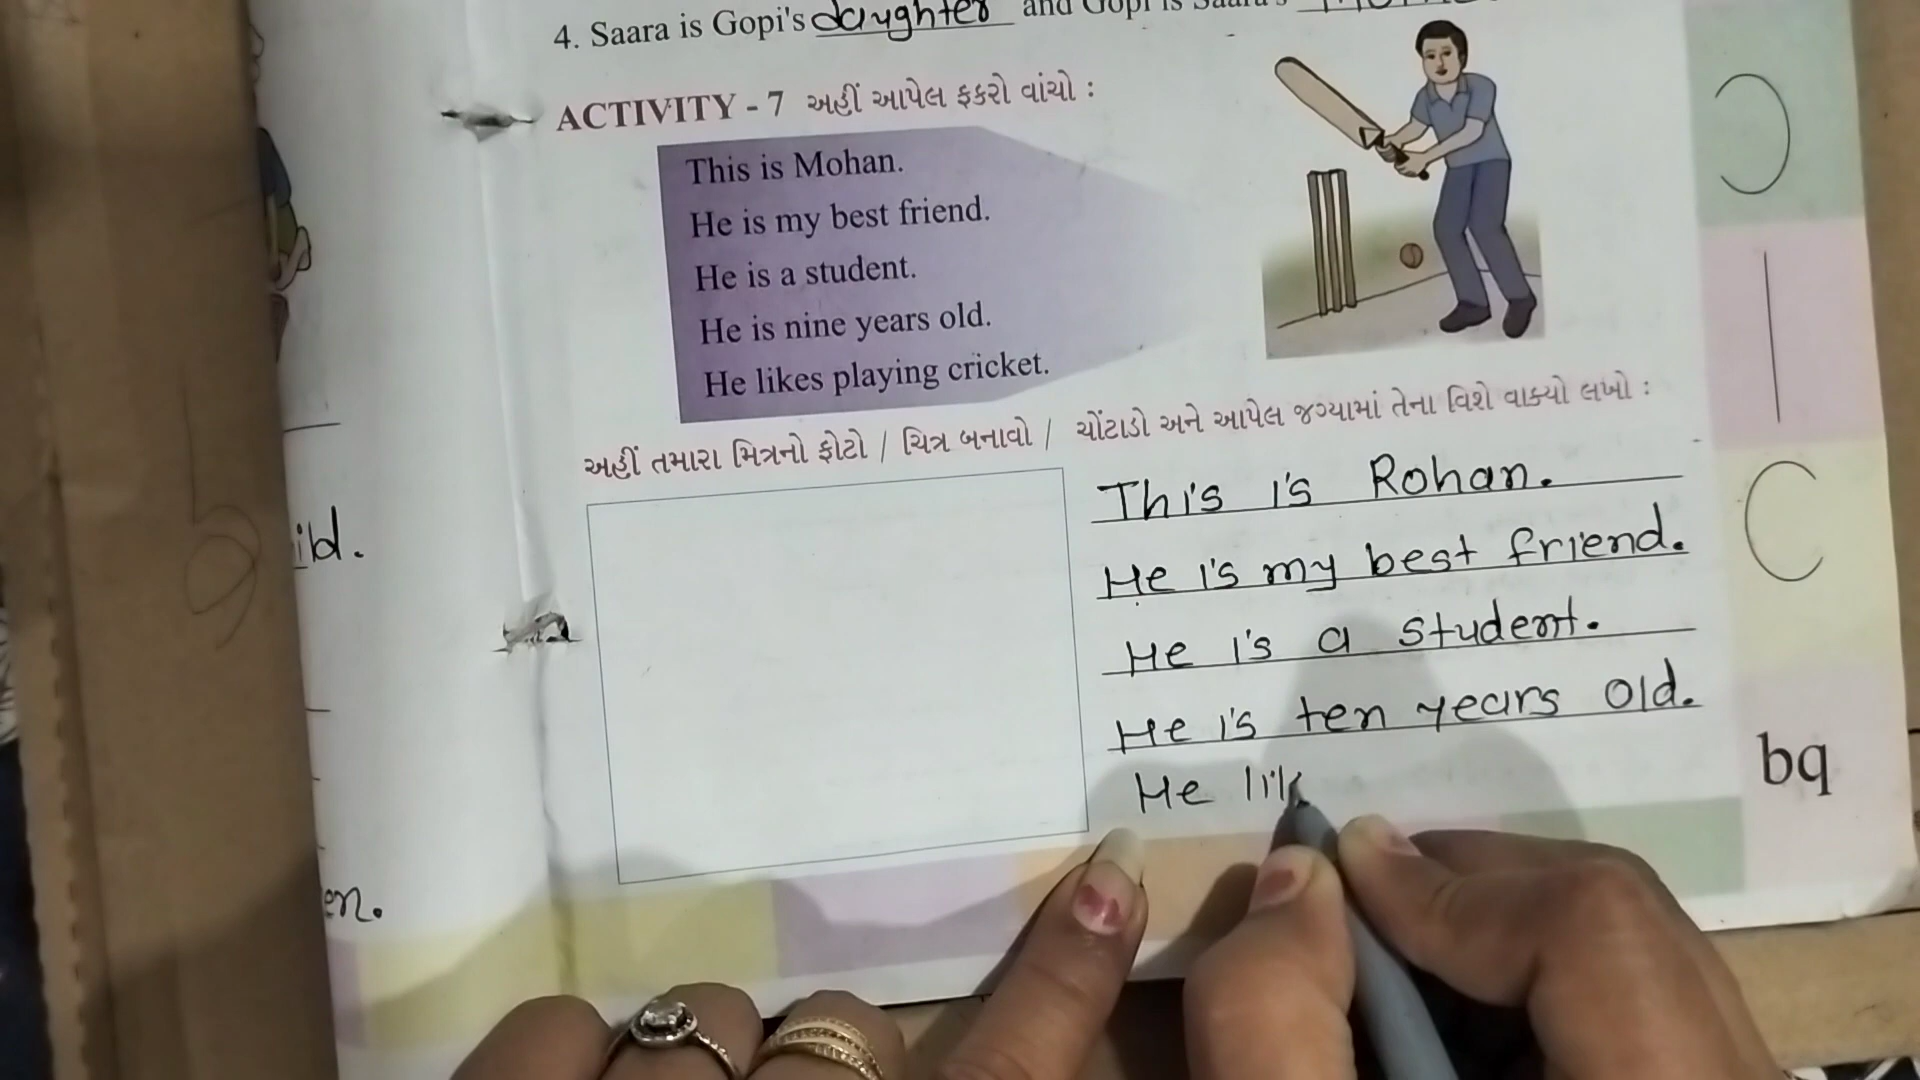 4. Saara is Gopi's daughter and Gopi is Saara's
ACTIVITY - 7 અહીં આપેલ ફકરો વાંચો :
This is Mohan.
He is my best friend.
He is a student.
He is nine years old.
He likes playing cricket.
અહીં તમારા મિત્રનો ફોટો / ચિત્ર બનાવો / ચોંટાડો અને આપેલ જગ્યામાં તેના વિશે વાક્યો લખો :
This is Rohan.
He is my best friend.
He is a student.
He is ten years old.
He lik
bq